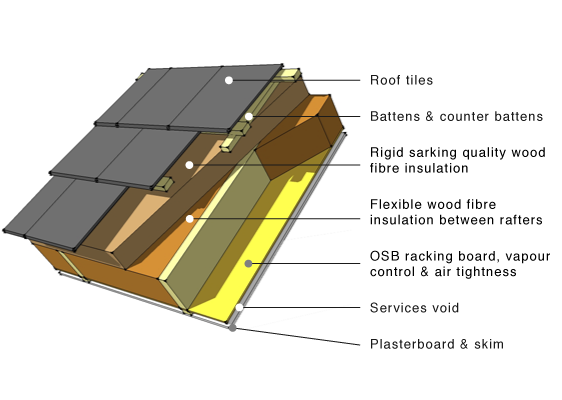 Roof tiles
Battens & counter battens
Rigid sarking quality wood
fibre insulation
Flexible wood fibre
insulation between rafters
OSB racking board, vapour
control & air tightness
Services void
Plasterboard & skim